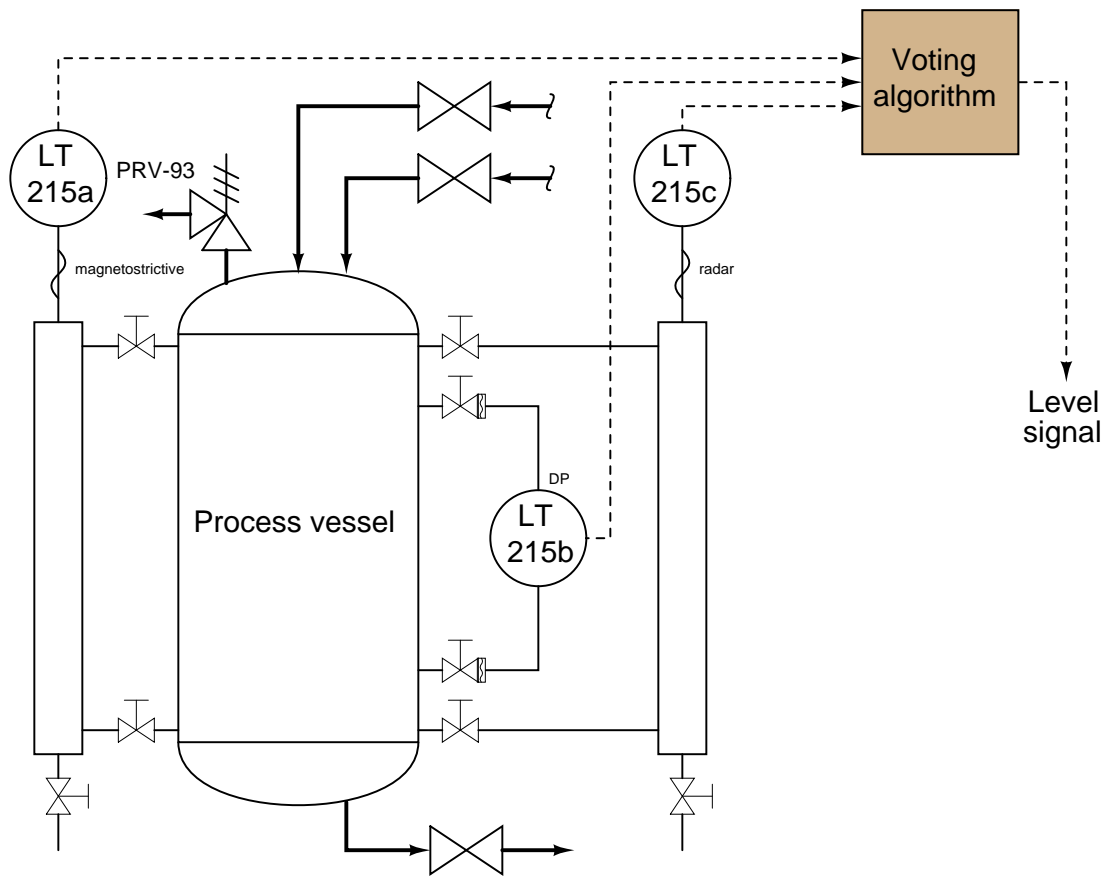 Voting
algorithm
LT
215a
PRV-93
LT
215c
magnetostrictive
radar
Level
signal
DP
Process vessel
LT
215b